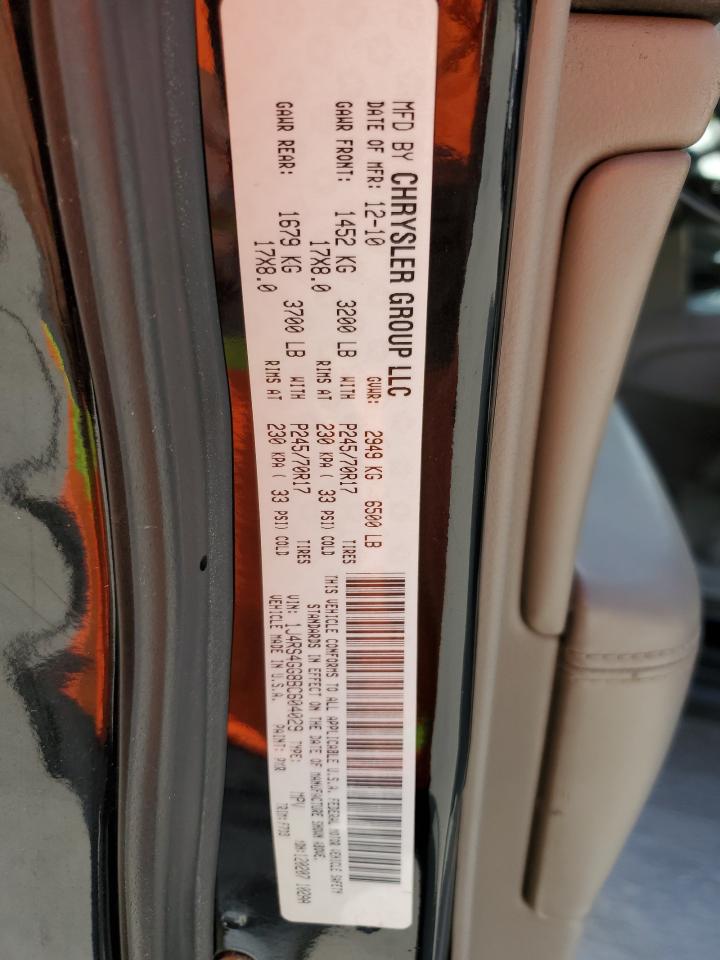 MFD BY CHRYSLER GROUP LLC
DATE OF MFR: 12-10 GVWR: 2949 KG 6500 LB
GAWR FRONT: 1452 KG 3200 LB WITH P245/70R17 TIRES
17X8.0 RIMS AT 230 KPA ( 33 PSI) COLD
GAWR REAR: 1679 KG 3700 LB WITH P245/70R17 TIRES
17X8.0 RIMS AT 230 KPA ( 33 PSI) COLD
THIS VEHICLE CONFORMS TO ALL APPLICABLE U.S.A. FEDERAL MOTOR VEHICLE SAFETY
STANDARDS IN EFFECT ON THE DATE OF MANUFACTURE SHOWN ABOVE.
VIN: 1J4RS4GG8BC604029 TYPE: MPV
VEHICLE MADE IN U.S.A. PAINT: TRIM: